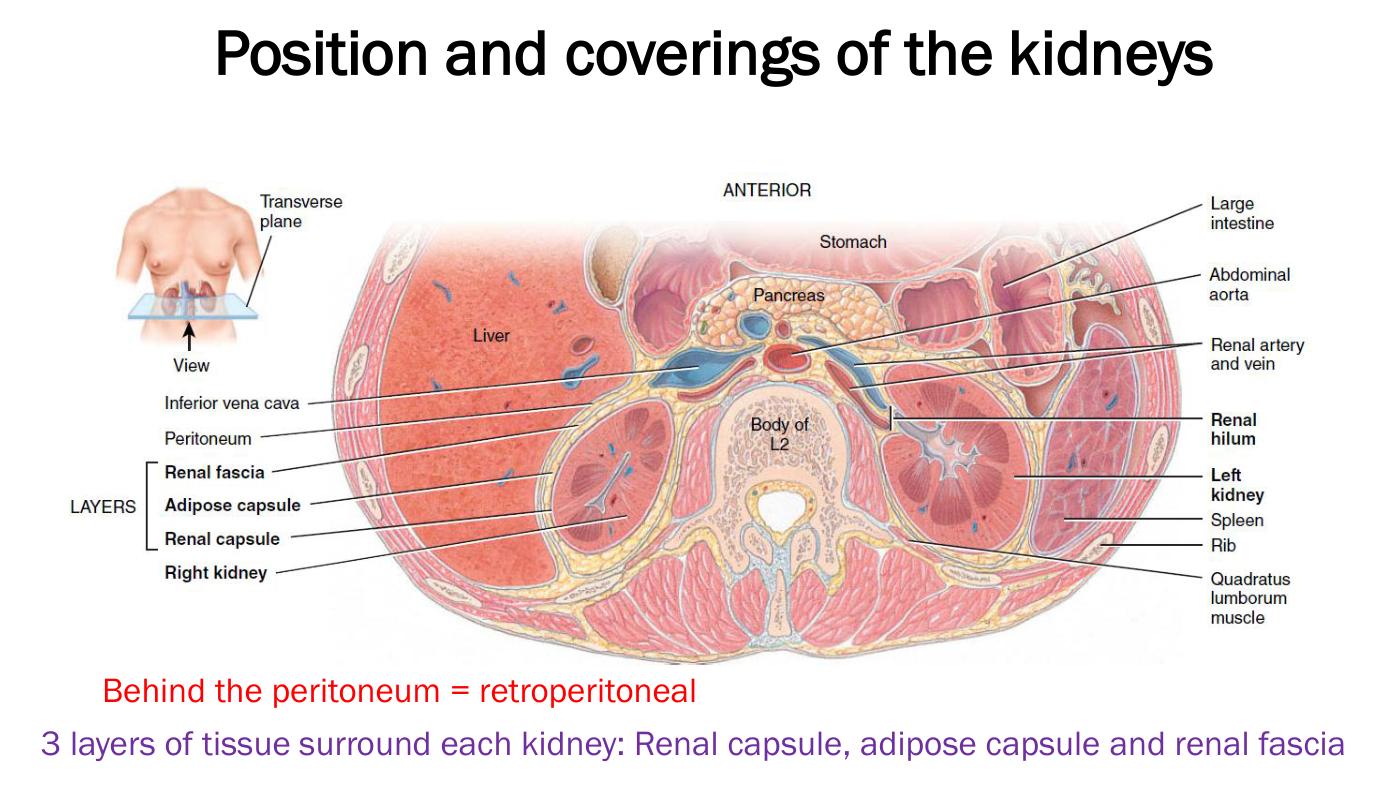 Position and coverings of the kidneys
ANTERIOR
Transverse
plane
View
Stomach
Pancreas
Liver
Body of
L2
Inferior vena cava
Peritoneum
LAYERS
Renal fascia
Adipose capsule
Renal capsule
Right kidney
Large
intestine
Abdominal
aorta
Renal artery
and vein
Renal
hilum
Left
kidney
Spleen
Rib
Quadratus
lumborum
muscle
Behind the peritoneum = retroperitoneal
3 layers of tissue surround each kidney: Renal capsule, adipose capsule and renal fascia